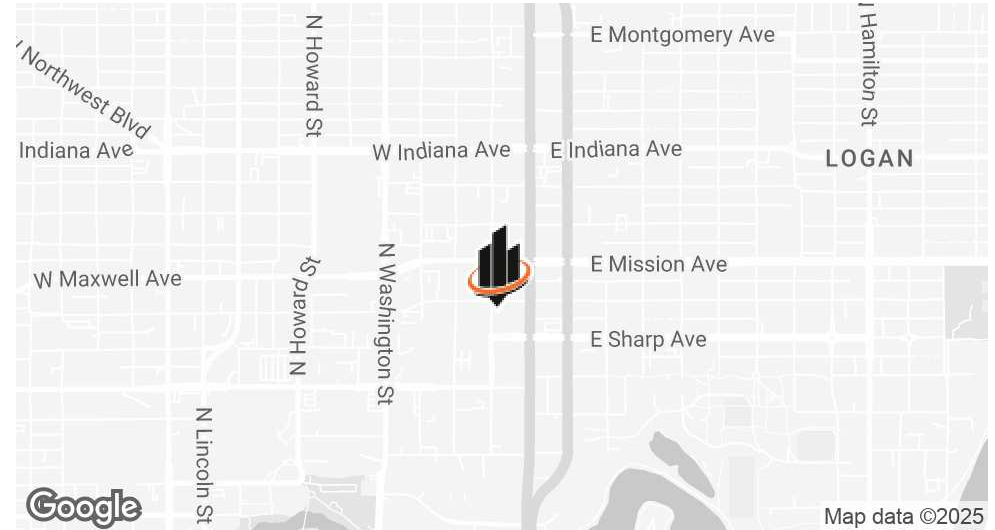 E Montgomery Ave
N Howard St
N Hamilton St
Northwest Blvd
Indiana Ave
W Indiana Ave
E Indiana Ave
LOGAN
W Maxwell Ave
N Howard St
N Washington St
E Mission Ave
E Sharp Ave
N Lincoln St
Google
Map data ©2025